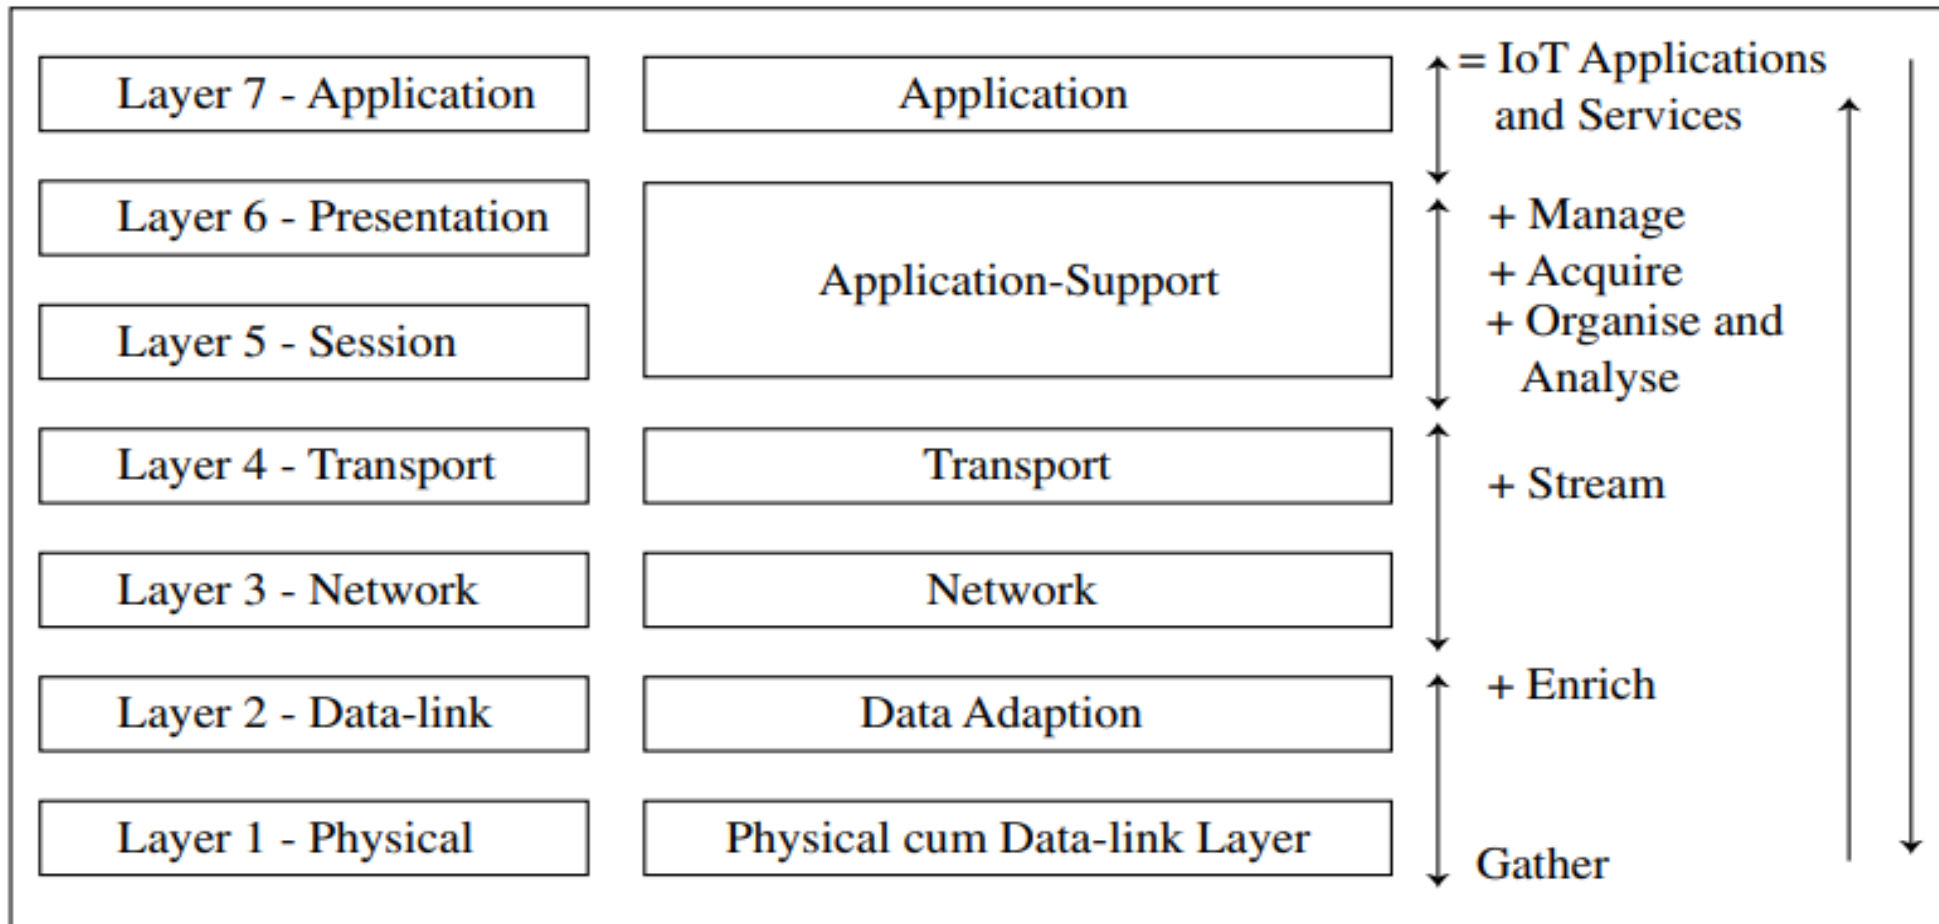 Layer 7 - Application
Layer 6 - Presentation
Layer 5 - Session
Layer 4 - Transport
Layer 3 - Network
Layer 2 - Data-link
Layer 1 - Physical
Application
Application-Support
Transport
Network
Data Adaption
Physical cum Data-link Layer
= IoT Applications
and Services
+ Manage
+ Acquire
+ Organise and
Analyse
+ Stream
+ Enrich
Gather